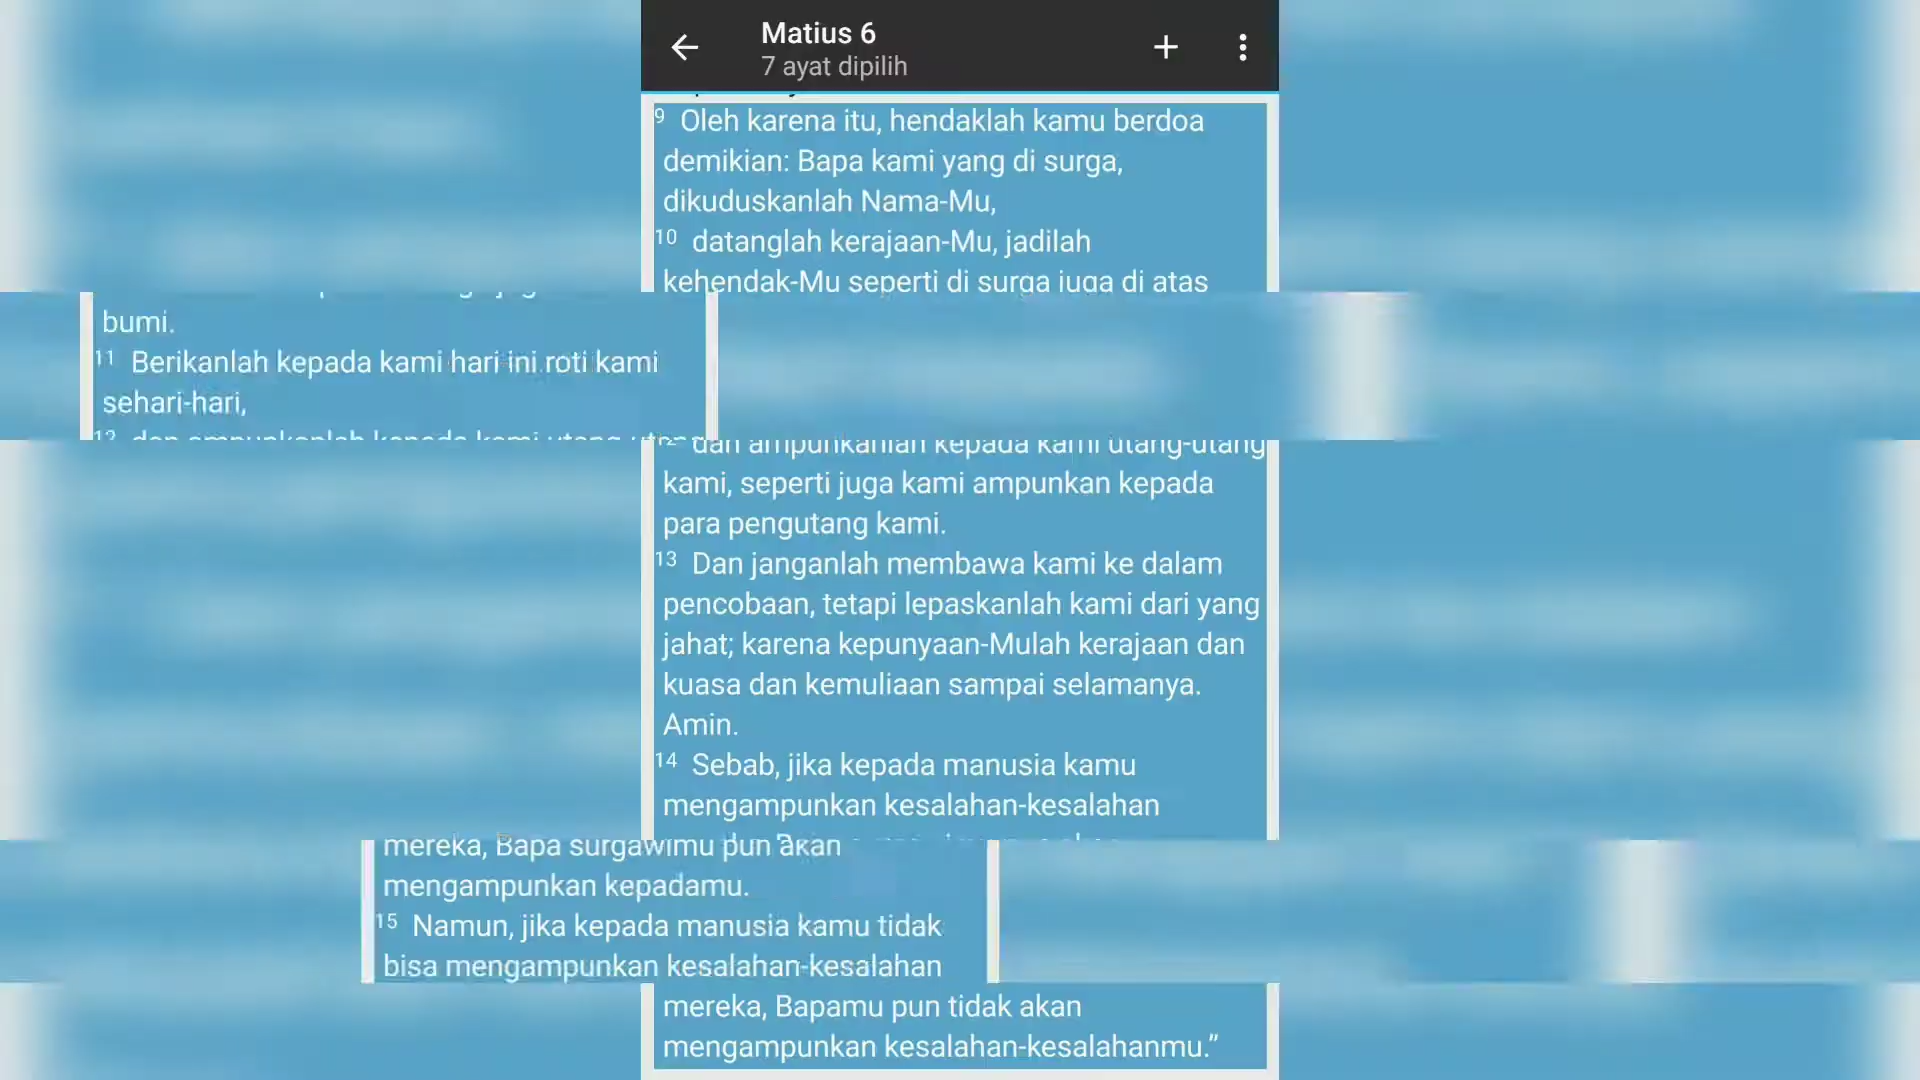 Matius 6
7 ayat dipilih
9 Oleh karena itu, hendaklah kamu berdoa
demikian: Bapa kami yang di surga,
dikuduskanlah Nama-Mu,
10 datanglah kerajaan-Mu, jadilah
kehendak-Mu seperti di surga juga di atas
bumi.
11 Berikanlah kepada kami hari ini roti kami
sehari-hari,
12 dan ampunkanlah kepada kami utang-utang
kami, seperti juga kami ampunkan kepada
para pengutang kami.
13 Dan janganlah membawa kami ke dalam
pencobaan, tetapi lepaskanlah kami dari yang
jahat; karena kepunyaan-Mulah kerajaan dan
kuasa dan kemuliaan sampai selamanya.
Amin.
14 Sebab, jika kepada manusia kamu
mengampunkan kesalahan-kesalahan
mereka, Bapa surgawimu pun akan
mengampunkan kepadamu.
15 Namun, jika kepada manusia kamu tidak
bisa mengampunkan kesalahan-kesalahan
mereka, Bapamu pun tidak akan
mengampunkan kesalahan-kesalahanmu.”